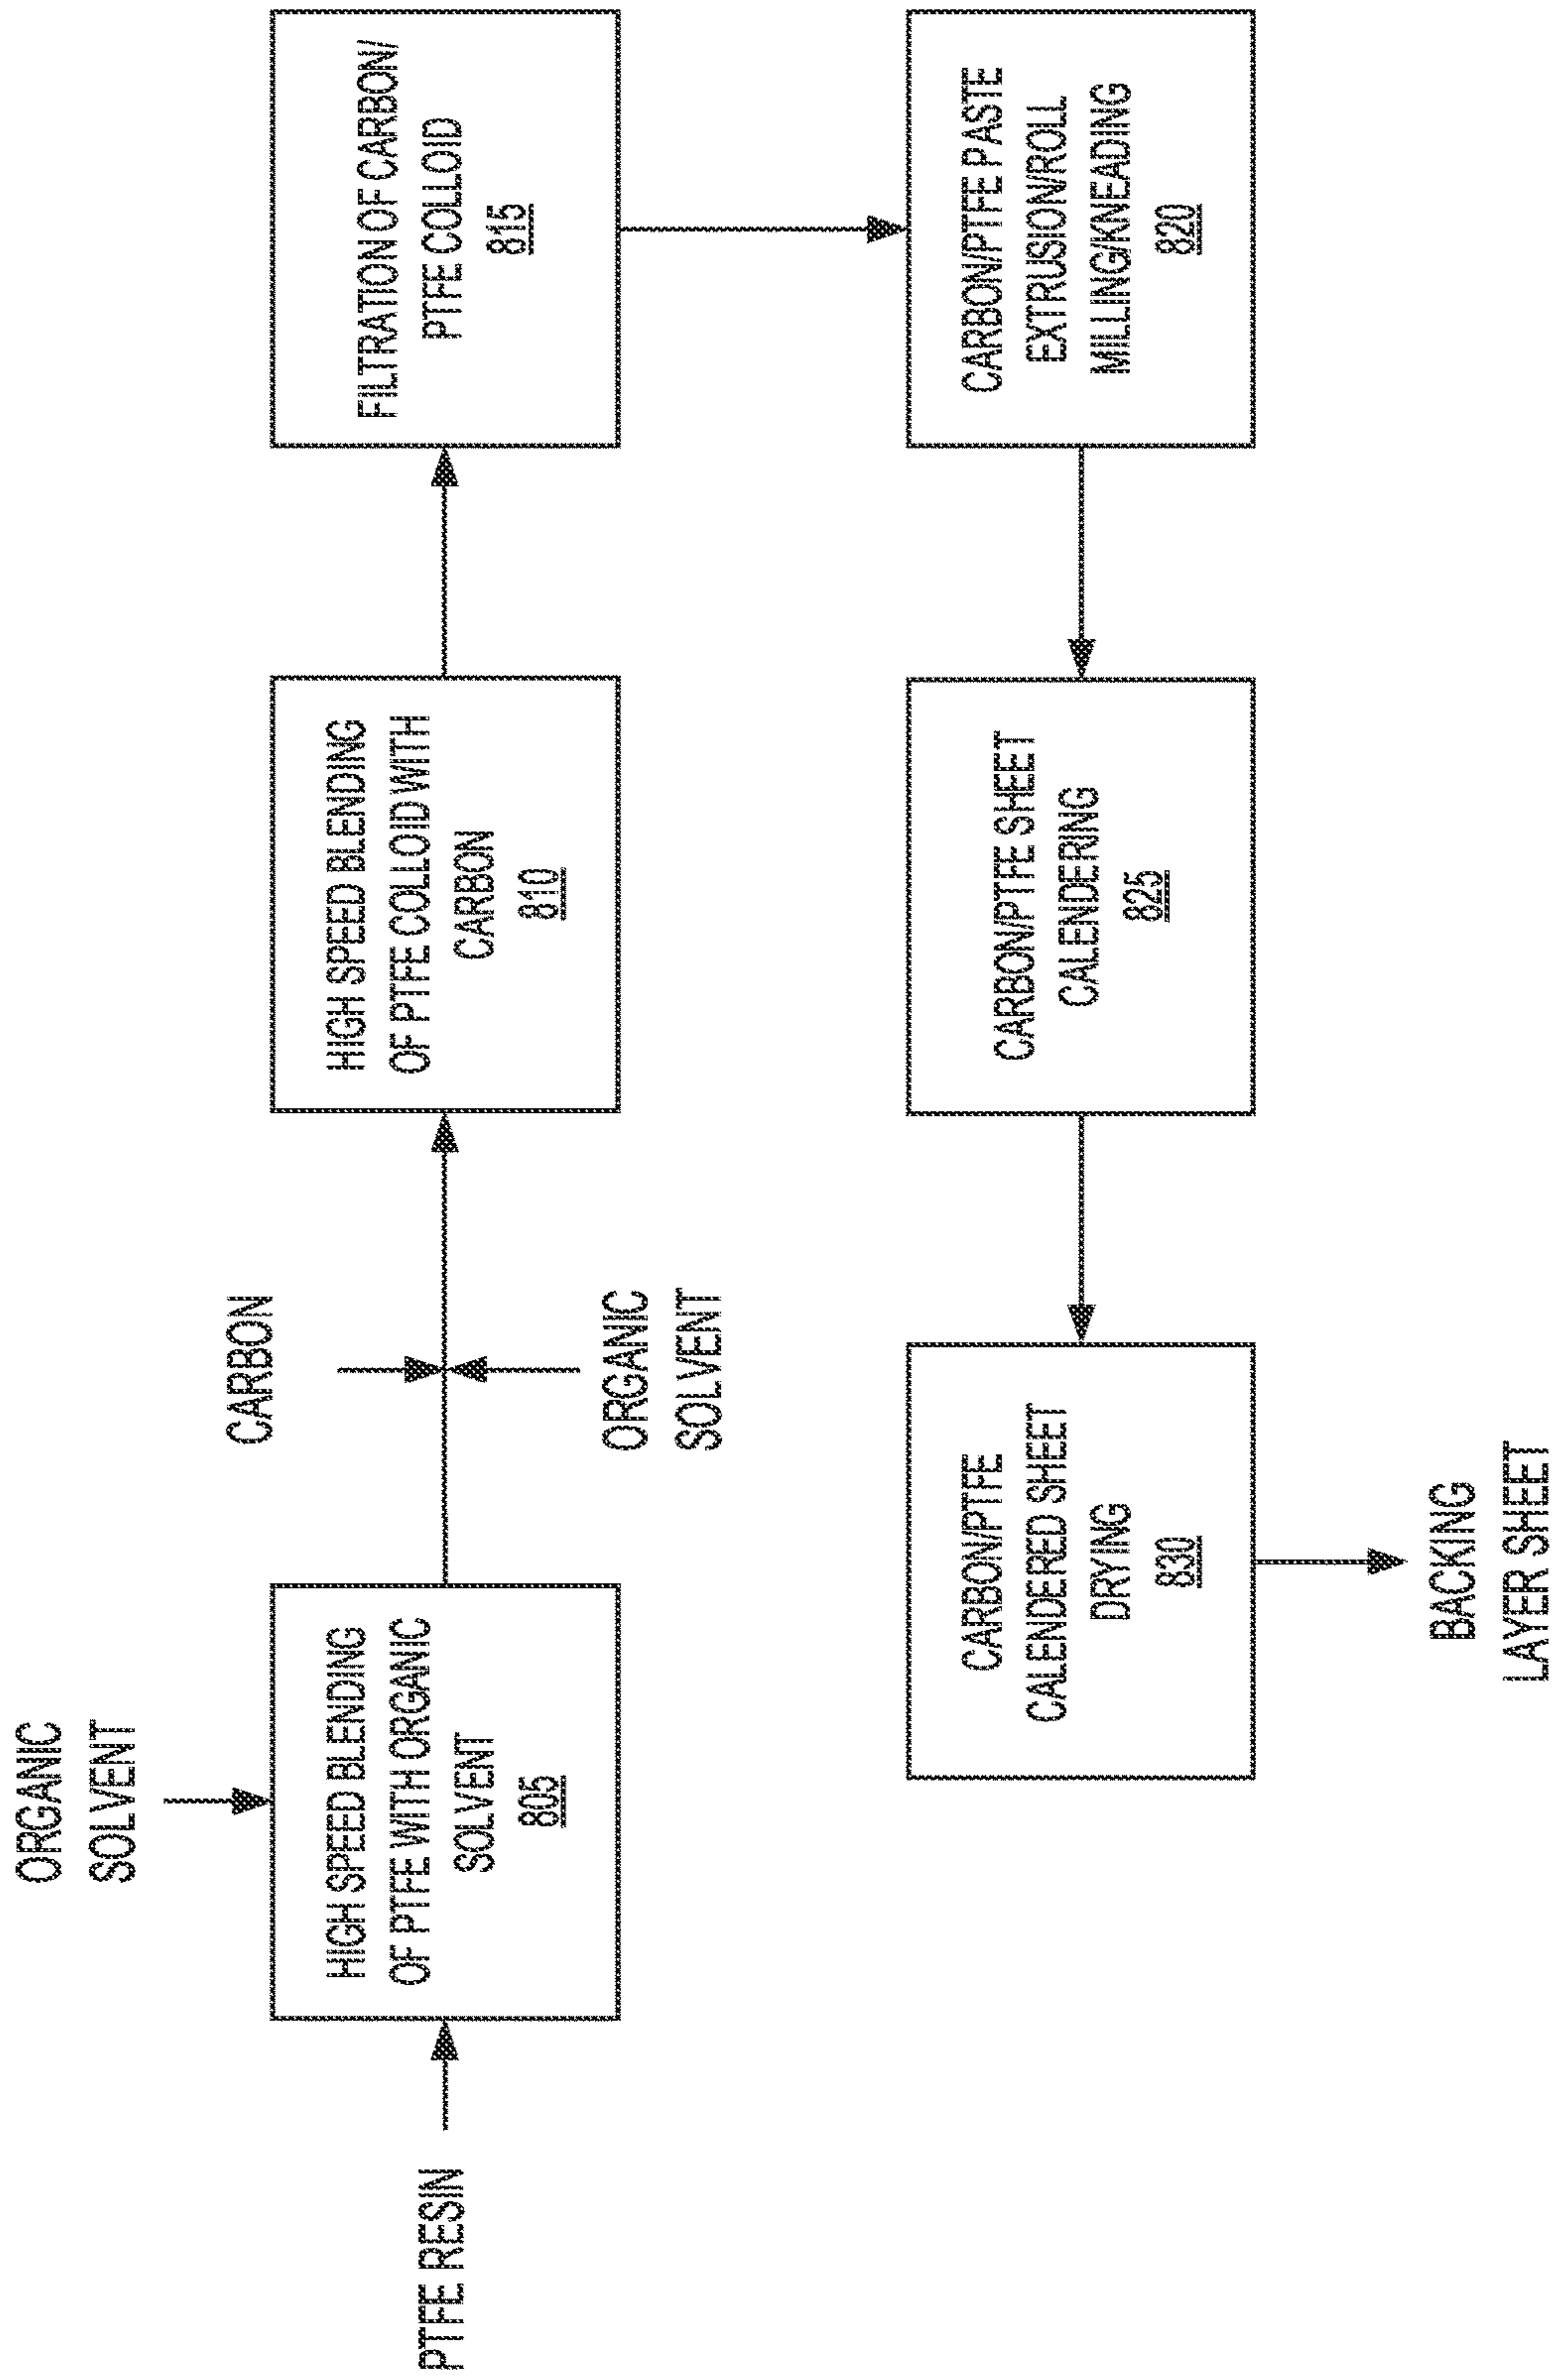 ORGANIC
SOLVENT
PTFE RESIN
HIGH SPEED BLENDING
OF PTFE WITH ORGANIC
SOLVENT
805
CARBON
ORGANIC
SOLVENT
HIGH SPEED BLENDING
OF PTFE COLLOID WITH
CARBON
810
FILTRATION OF CARBON/
PTFE COLLOID
815
CARBON/PTFE PASTE
EXTRUSION/ROLL
MILLING/KNEADING
820
CARBON/PTFE SHEET
CALENDERING
825
CARBON/PTFE
CALENDERED SHEET
DRYING
830
BACKING
LAYER SHEET